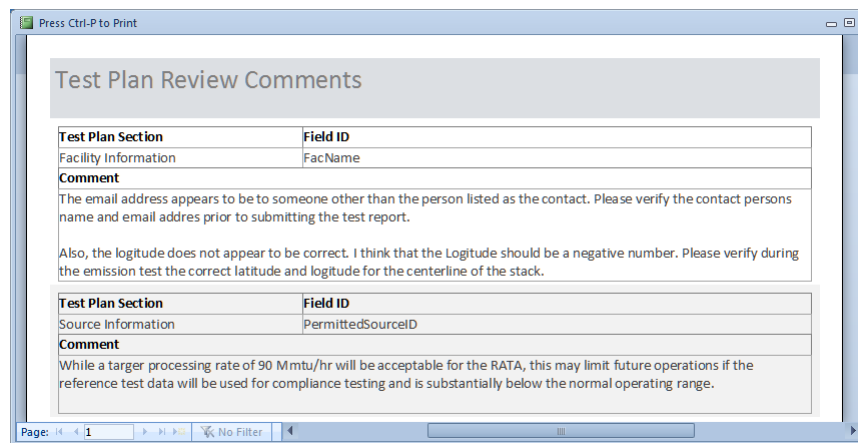 Press Ctrl-P to Print
Test Plan Review Comments
Test Plan Section Field ID
Facility Information FacName
Comment
The email address appears to be to someone other than the person listed as the contact. Please verify the contact persons
name and email addres prior to submitting the test report.
Also, the logitude does not appear to be correct. I think that the Logitude should be a negative number. Please verify during
the emission test the correct latitude and logitude for the centerline of the stack.
Test Plan Section Field ID
Source Information PermittedSourceID
Comment
While a targer processing rate of 90 Mmtu/hr will be acceptable for the RATA, this may limit future operations if the
reference test data will be used for compliance testing and is substantially below the normal operating range.
Page: 1 No Filter